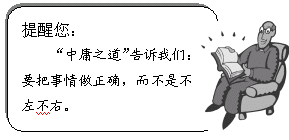 提醒您：
“中庸之道”告诉我们：
要把事情做正确，而不是不
左不右。